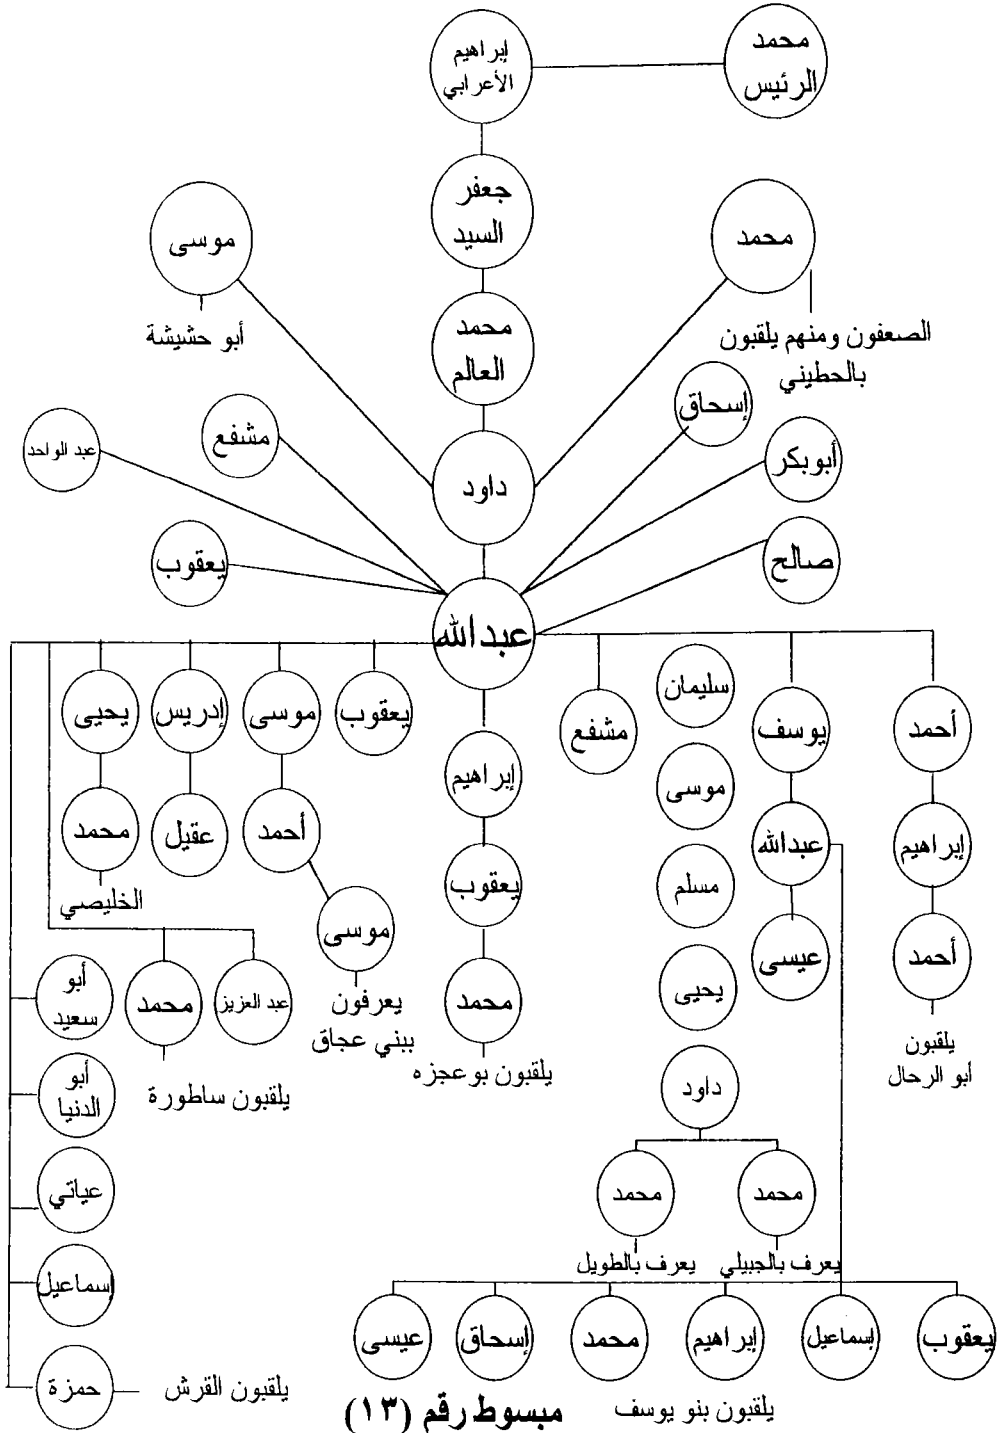 محمد
الرئيس
إبراهيم
الأعرابي
جعفر
السيد
محمد
موسى
أبو حشيشة
الصعفون ومنهم يلقبون
بالحطيني
محمد
العالم
إسحاق
مشفع
عبد الواحد
أبو بكر
داود
صالح
يعقوب
عبدالله
أحمد
يوسف
سليمان
مشفع
يعقوب
موسى
إدريس
يحيى
إبراهيم
موسى
إبراهيم
عبدالله
أحمد
عقيل
محمد
الخليصي
مسلم
يعقوب
أحمد
عيسى
موسى
يحيى
محمد
عبد العزيز
محمد
أبو
سعيد
يلقبون
أبو الرحال
يعرفون
ببني عجاق
يلقبون بوعجزه
يلقبون ساطورة
داود
أبو
الدنيا
محمد
محمد
عياتي
يعرف بالجبيلي
يعرف بالطويل
إسماعيل
يعقوب
إسماعيل
إبراهيم
محمد
إسحاق
عيسى
حمزة
يلقبون القرش
يلقبون بنو يوسف
مبسوط رقم (١٣)